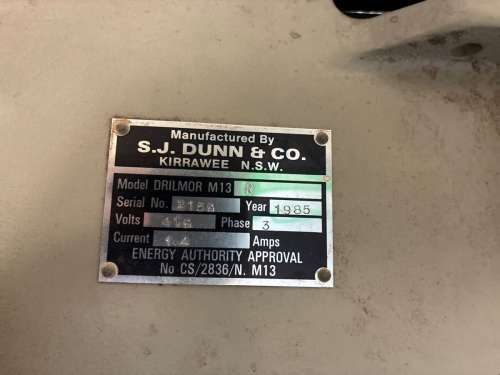 Manufactured By
S.J. DUNN & CO.
KIRRAWEE N.S.W.
Model DRILMOR M13 R
Serial No. Year 1985
Volts Phase 3
Current 1.4 Amps
ENERGY AUTHORITY APPROVAL
No CS/2836/N. M13